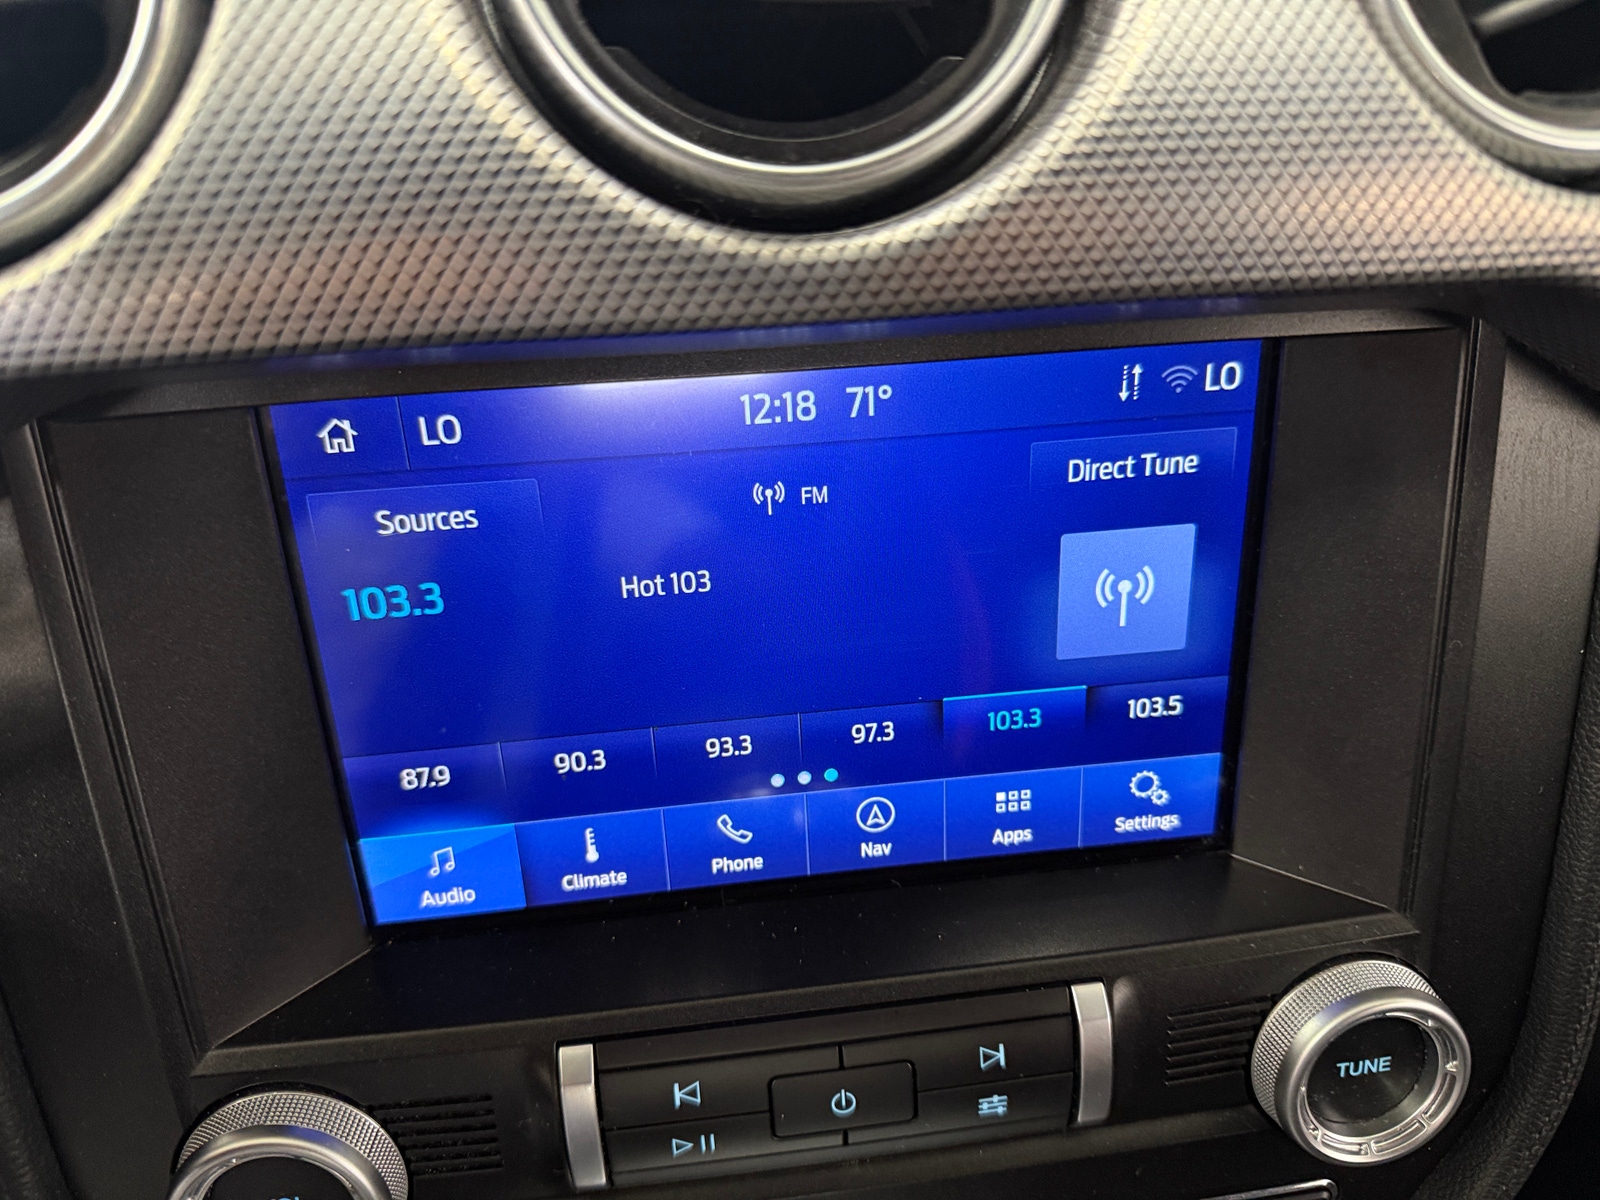 LO
12:18 71°
LO
Sources
FM
Direct Tune
103.3
Hot 103
87.9
90.3
93.3
97.3
103.3
103.5
Audio
Climate
Phone
Nav
Apps
Settings
TUNE